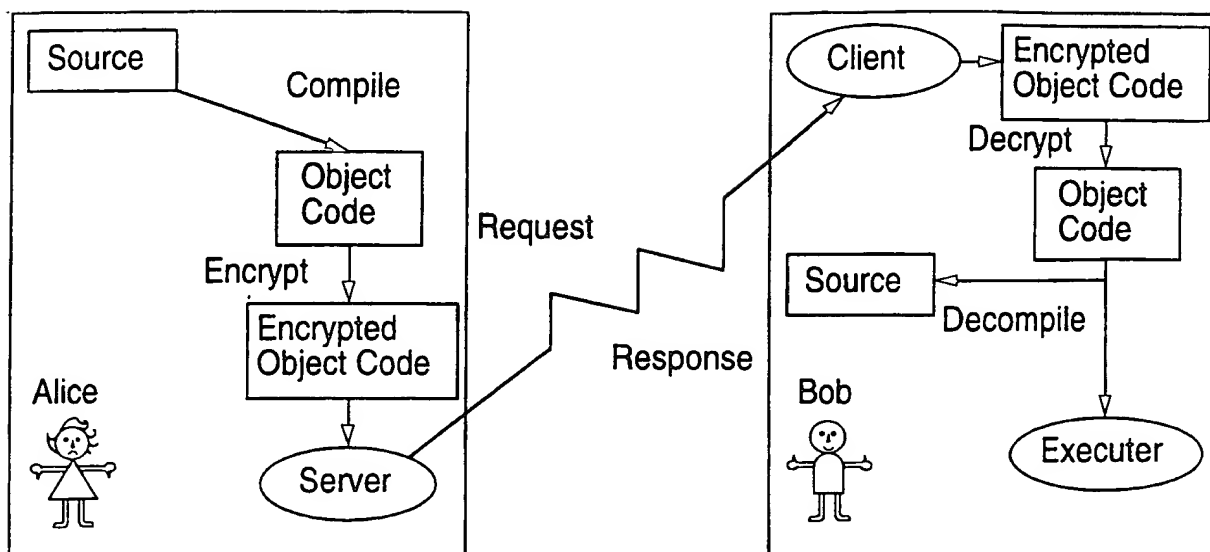 Source
Compile
Object
Code
Encrypt
Encrypted
Object Code
Alice
Server
Request
Response
Client
Encrypted
Object Code
Decrypt
Object
Code
Source
Decompile
Bob
Executer